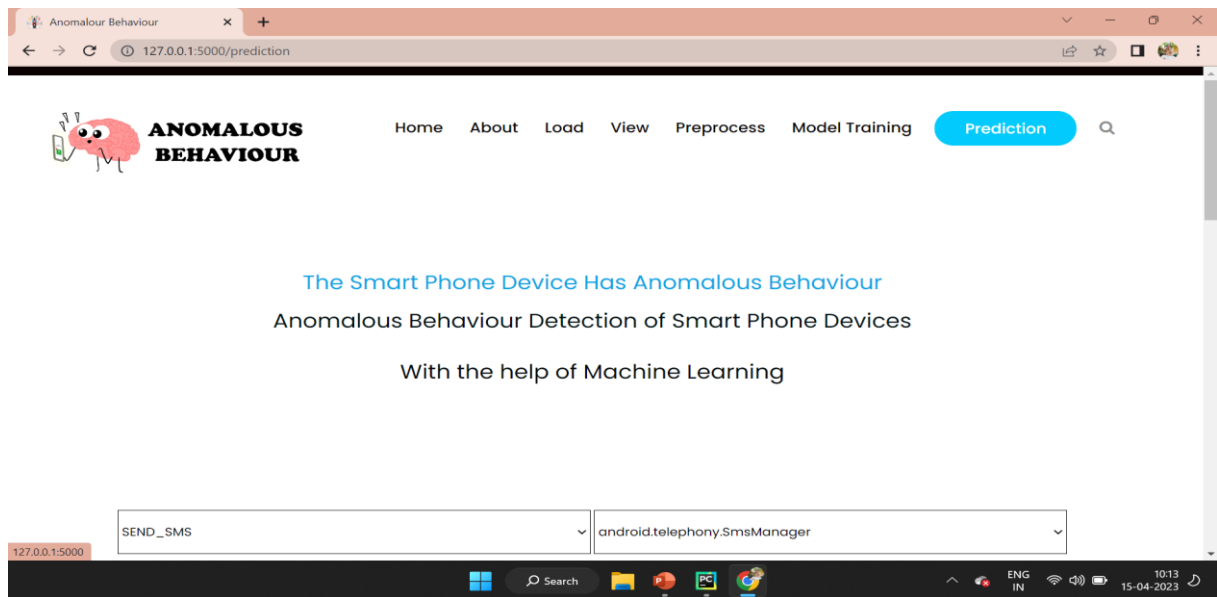 Anomalour Behaviour
127.0.0.1:5000/prediction
ANOMALOUS
BEHAVIOUR
Home About Load View Preprocess Model Training Prediction
The Smart Phone Device Has Anomalous Behaviour
Anomalous Behaviour Detection of Smart Phone Devices
With the help of Machine Learning
SEND_SMS android.telephony.SmsManager
127.0.0.1:5000
Search
PC
ENG
IN
10:13
15-04-2023